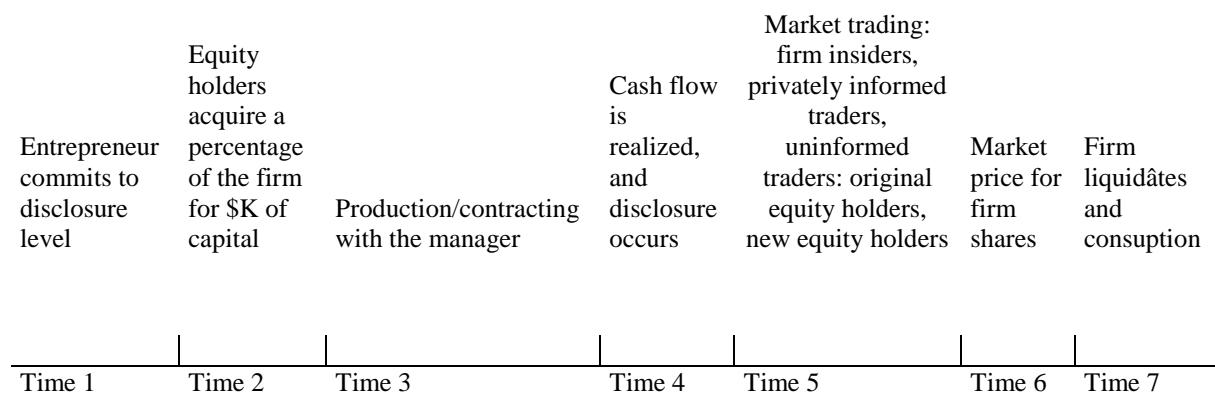 Entrepreneur
commits to
disclosure
level
Equity
holders
acquire a
percentage
of the firm
for $K of
capital
Production/contracting
with the manager
Cash flow
is
realized,
and
disclosure
occurs
Market trading:
firm insiders,
privately informed
traders,
uninformed
traders: original
equity holders,
new equity holders
Market
price for
firm
shares
Firm
liquidâtes
and
consuption
Time 1
Time 2
Time 3
Time 4
Time 5
Time 6
Time 7